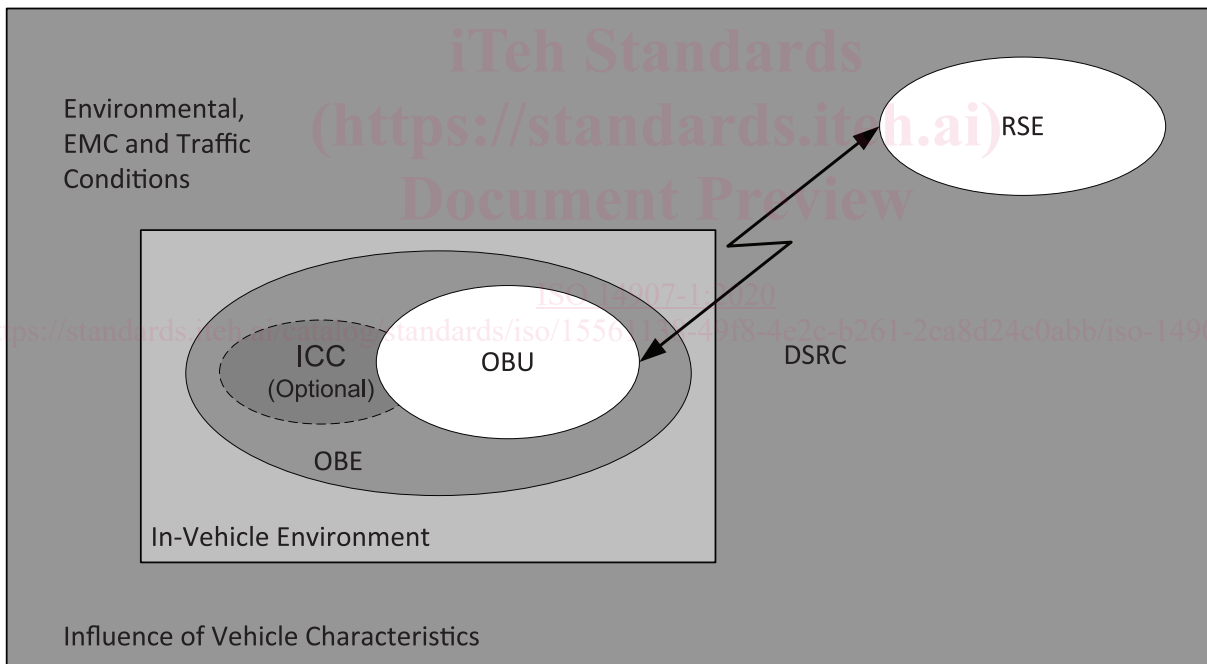 iTeh Standards
(https://standards.iteh.ai)
Document Preview
Environmental,
EMC and Traffic
Conditions
RSE
ISO 14907-1:2020
ICC
(Optional)
OBU
DSRC
OBE
In-Vehicle Environment
Influence of Vehicle Characteristics